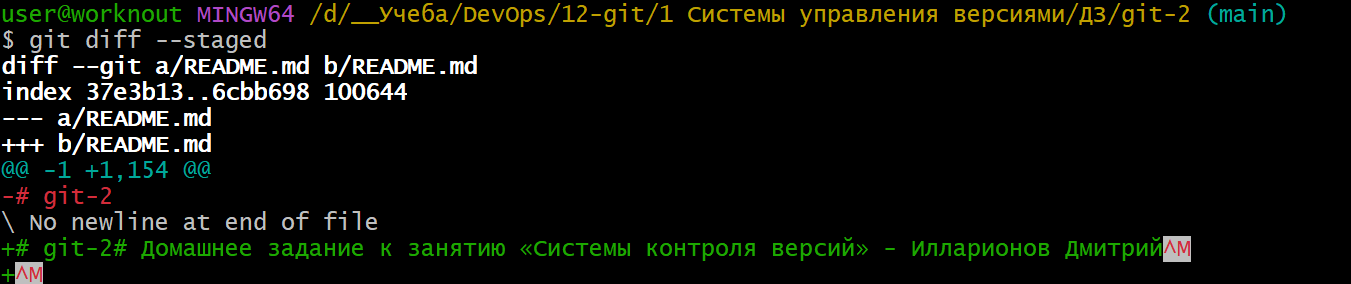 user@worknout MINGW64 /d/__Учеба/DevOps/12-git/1 Системы управления версиями/ДЗ/git-2 (main)
$ git diff --staged
diff --git a/README.md b/README.md
index 37e3b13..6cbb698 100644
--- a/README.md
+++ b/README.md
@@ -1 +1,154 @@
-# git-2
\ No newline at end of file
+# git-2# Домашнее задание к занятию «Системы контроля версий» - Илларионов Дмитрий^M
+^M